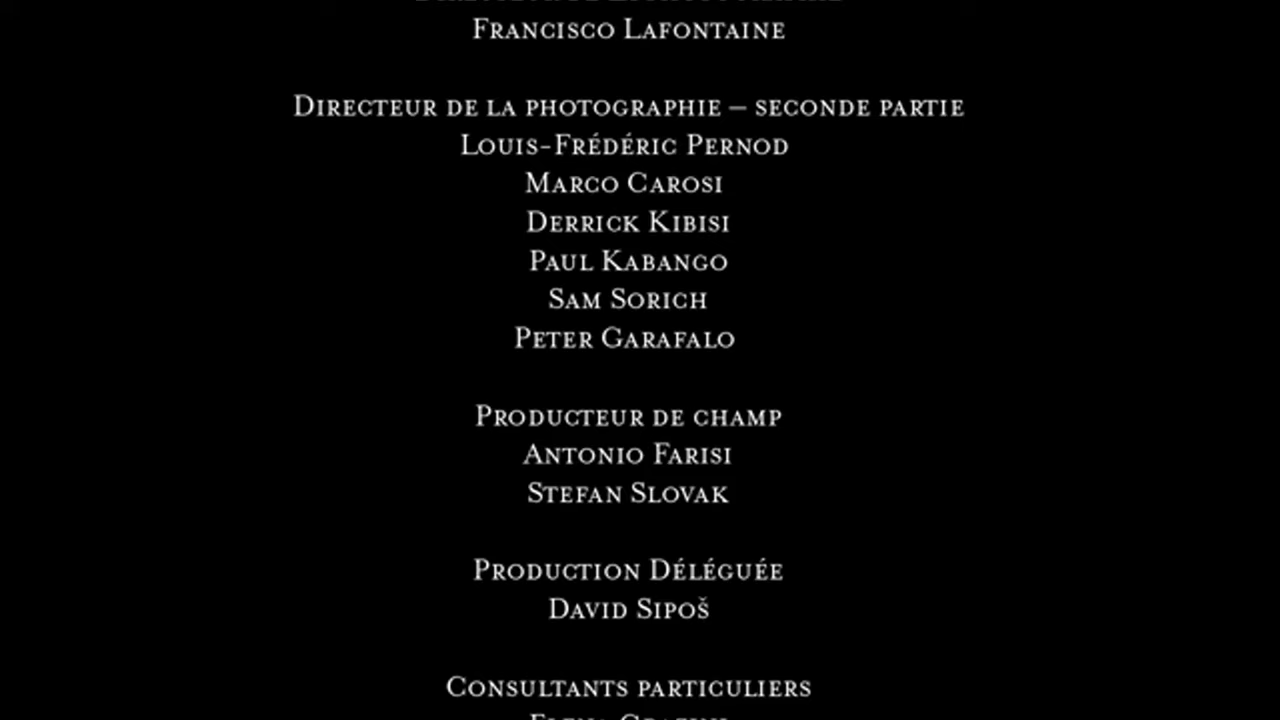 Francisco Lafontaine
Directeur de la photographie – seconde partie
Louis-Frédéric Pernod
Marco Carosi
Derrick Kibisi
Paul Kabango
Sam Sorich
Peter Garafalo
Producteur de champ
Antonio Farisi
Stefan Slovak
Production Déléguée
David Sipoš
Consultants particuliers